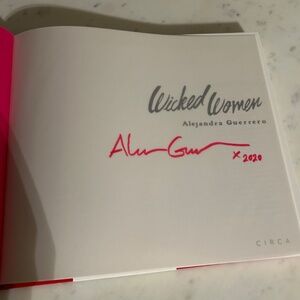 Wicked Women
Alejandra Guerrero
x 2020
CIRCA